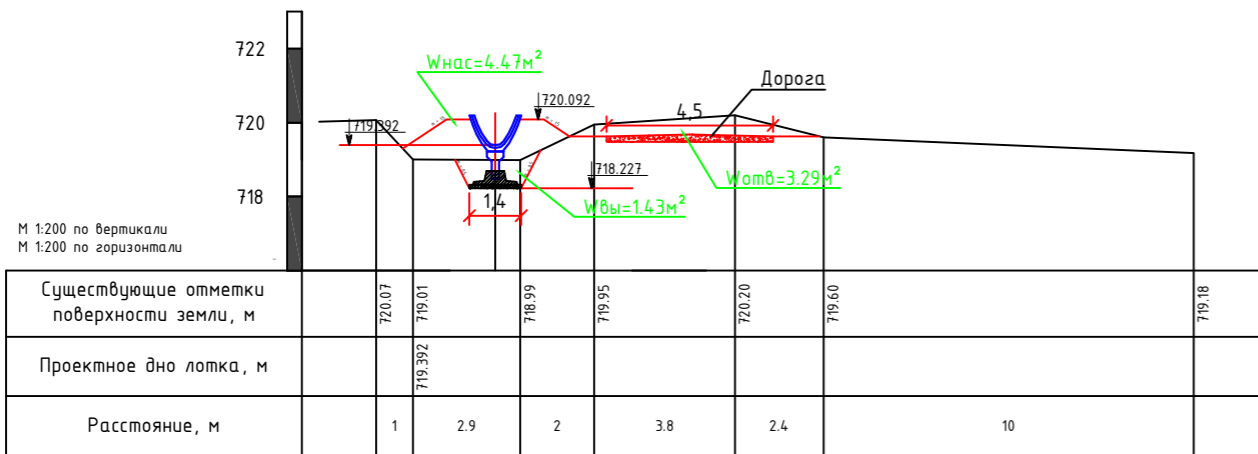 722
Wнас=4.47м²
720.092
Дорога
4,5
720
719.392
718.227
Wотв=3.29м²
718
1,4
Wвы=1.43м²
М 1:200 по вертикали
М 1:200 по горизонтали
Существующие отметки поверхности земли, м
720.07
719.01
718.99
719.95
720.20
719.60
719.18
Проектное дно лотка, м
719.392
Расстояние, м
1
2.9
2
3.8
2.4
10